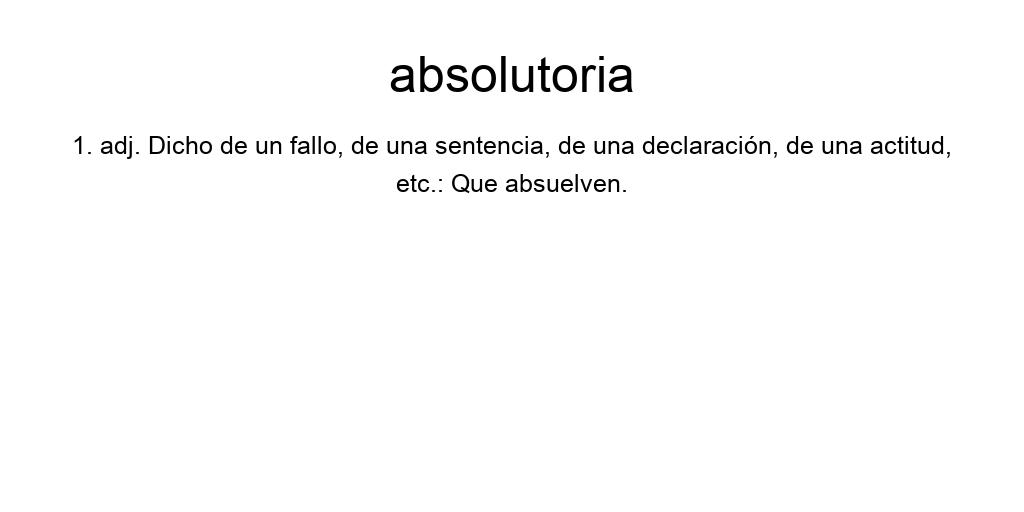 absolutoria
1. adj. Dicho de un fallo, de una sentencia, de una declaración, de una actitud,
etc.: Que absuelven.